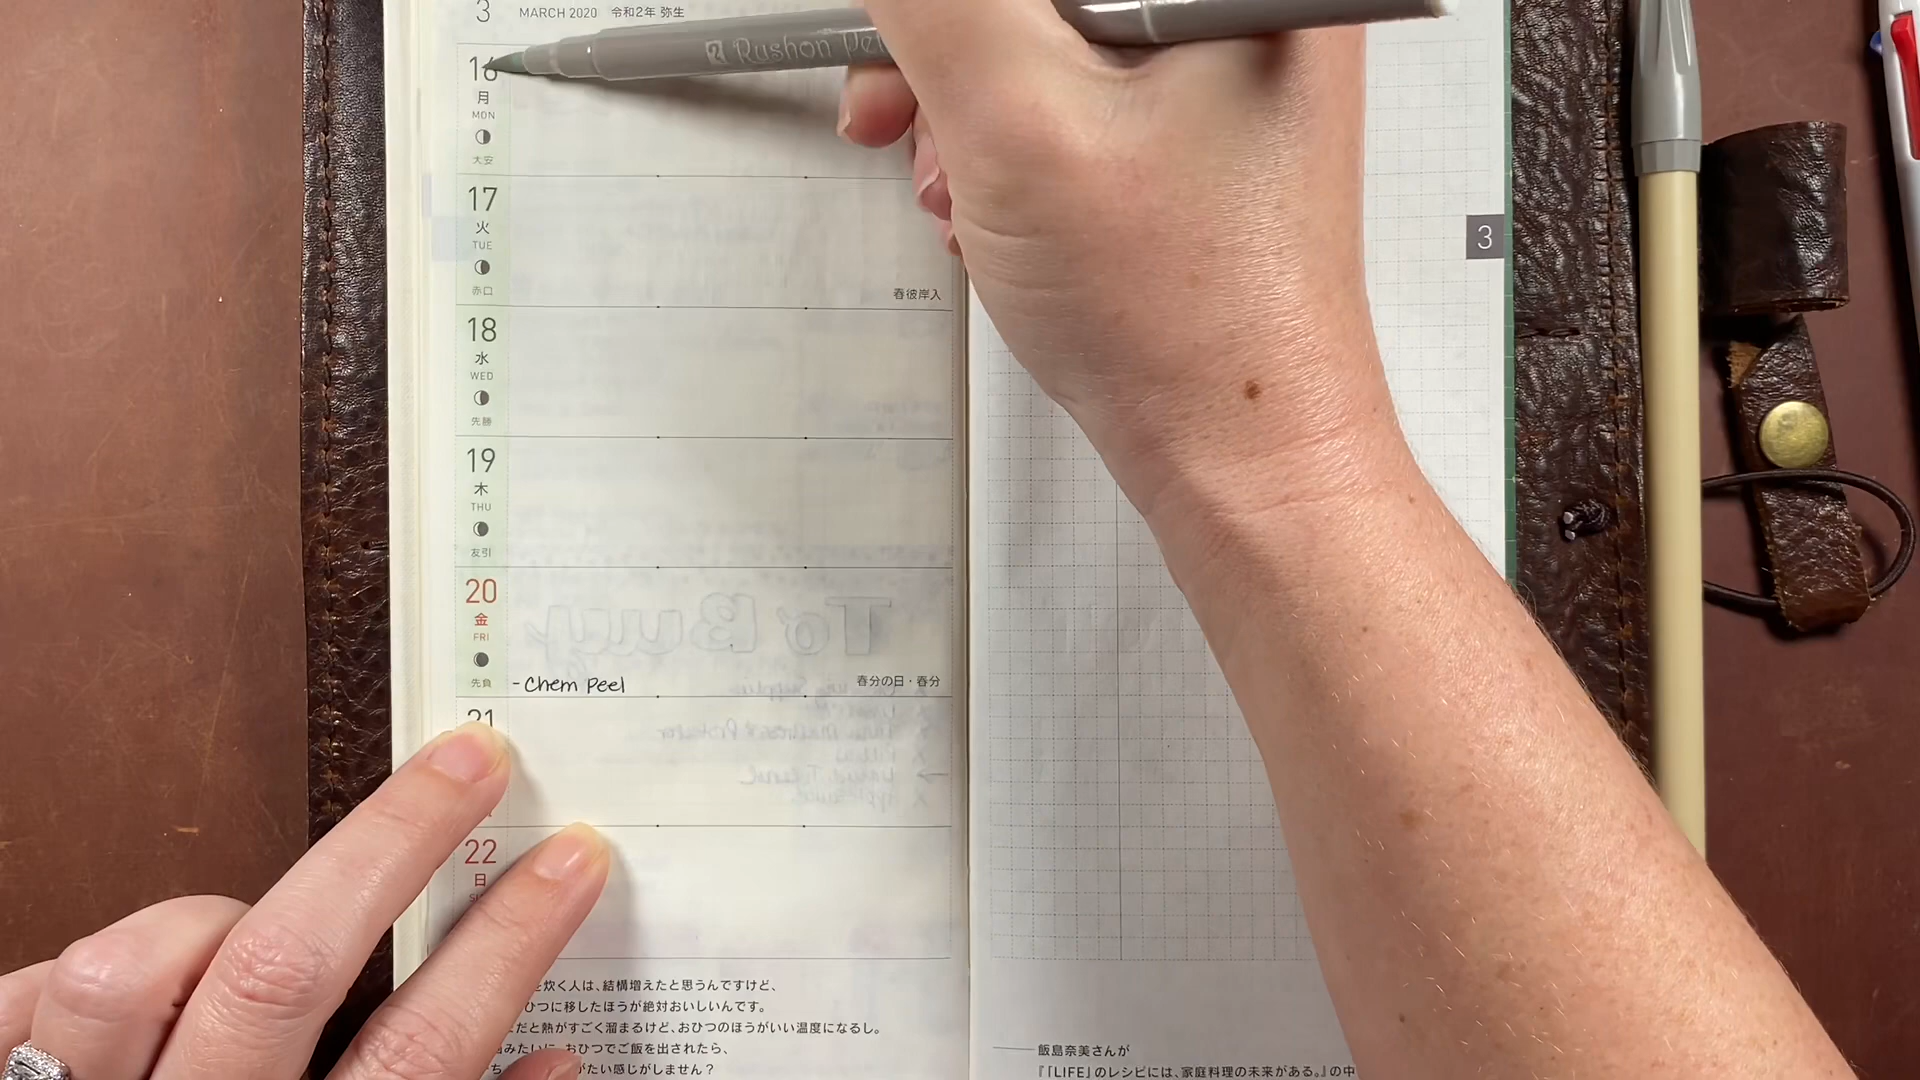 3 MARCH 2020 令和2年 弥生
Rushon Pe
16
月
MON
大安
17
火
TUE
赤口
春彼岸入
3
18
水
WED
先勝
19
木
THU
友引
20
金
FRI
先負
- Chem Peel
春分の日・春分
To Buy
21
22
日
を炊く人は、結構増えたと思うんですけど、
ひつに移したほうが絶対おいしいんです。
だと熱がすごく溜まるけど、おひつのほうがいい温度になるし。
みたいに、おひつでご飯を出されたら、
がたい感じがしません？
飯島奈美さんが
『「LIFE」のレシピには、家庭料理の未来がある。』の中